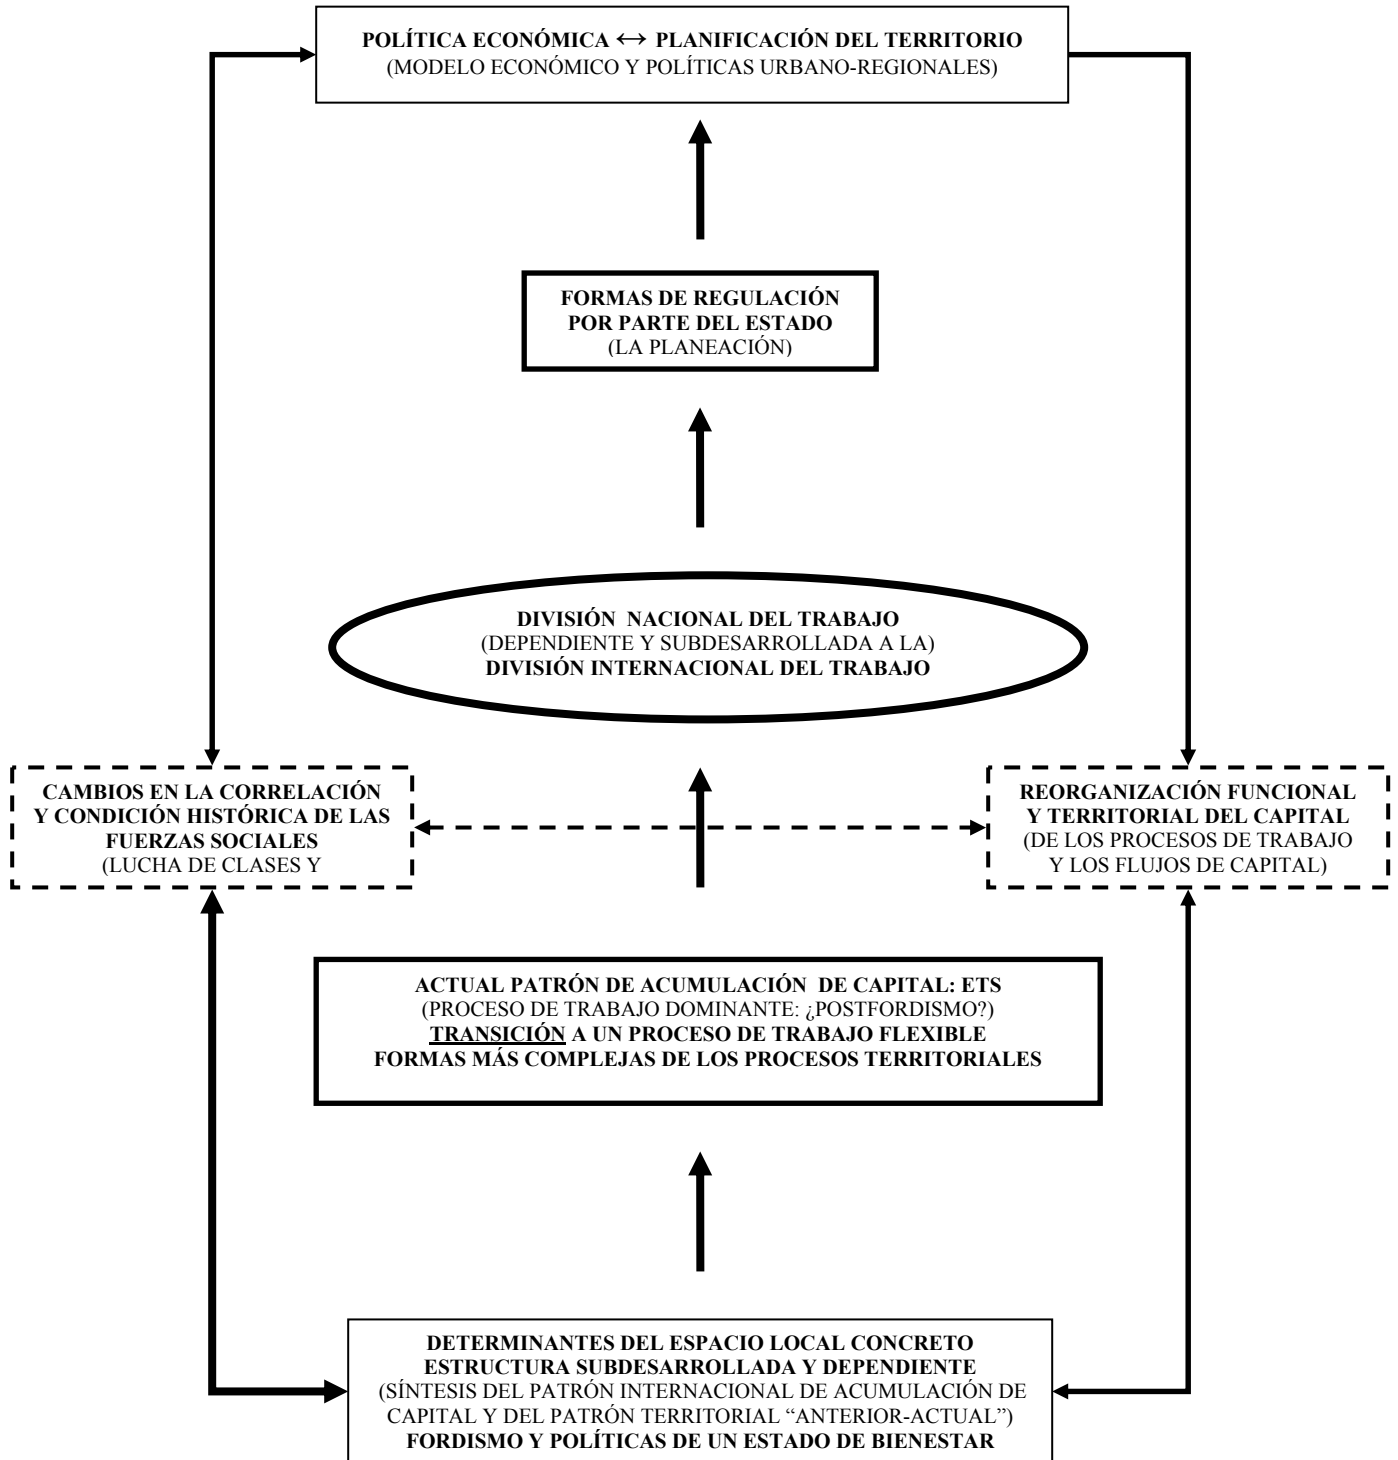 POLÍTICA ECONÓMICA ↔ PLANIFICACIÓN DEL TERRITORIO
(MODELO ECONÓMICO Y POLÍTICAS URBANO-REGIONALES)
FORMAS DE REGULACIÓN
POR PARTE DEL ESTADO
(LA PLANEACIÓN)
DIVISIÓN NACIONAL DEL TRABAJO
(DEPENDIENTE Y SUBDESARROLLADA A LA)
DIVISIÓN INTERNACIONAL DEL TRABAJO
CAMBIOS EN LA CORRELACIÓN
Y CONDICIÓN HISTÓRICA DE LAS
FUERZAS SOCIALES
(LUCHA DE CLASES Y
REORGANIZACIÓN FUNCIONAL
Y TERRITORIAL DEL CAPITAL
(DE LOS PROCESOS DE TRABAJO
Y LOS FLUJOS DE CAPITAL)
ACTUAL PATRÓN DE ACUMULACIÓN DE CAPITAL: ETS
(PROCESO DE TRABAJO DOMINANTE: ¿POSTFORDISMO?)
TRANSICIÓN A UN PROCESO DE TRABAJO FLEXIBLE
FORMAS MÁS COMPLEJAS DE LOS PROCESOS TERRITORIALES
DETERMINANTES DEL ESPACIO LOCAL CONCRETO
ESTRUCTURA SUBDESARROLLADA Y DEPENDIENTE
(SÍNTESIS DEL PATRÓN INTERNACIONAL DE ACUMULACIÓN DE
CAPITAL Y DEL PATRÓN TERRITORIAL “ANTERIOR-ACTUAL”)
FORDISMO Y POLÍTICAS DE UN ESTADO DE BIENESTAR